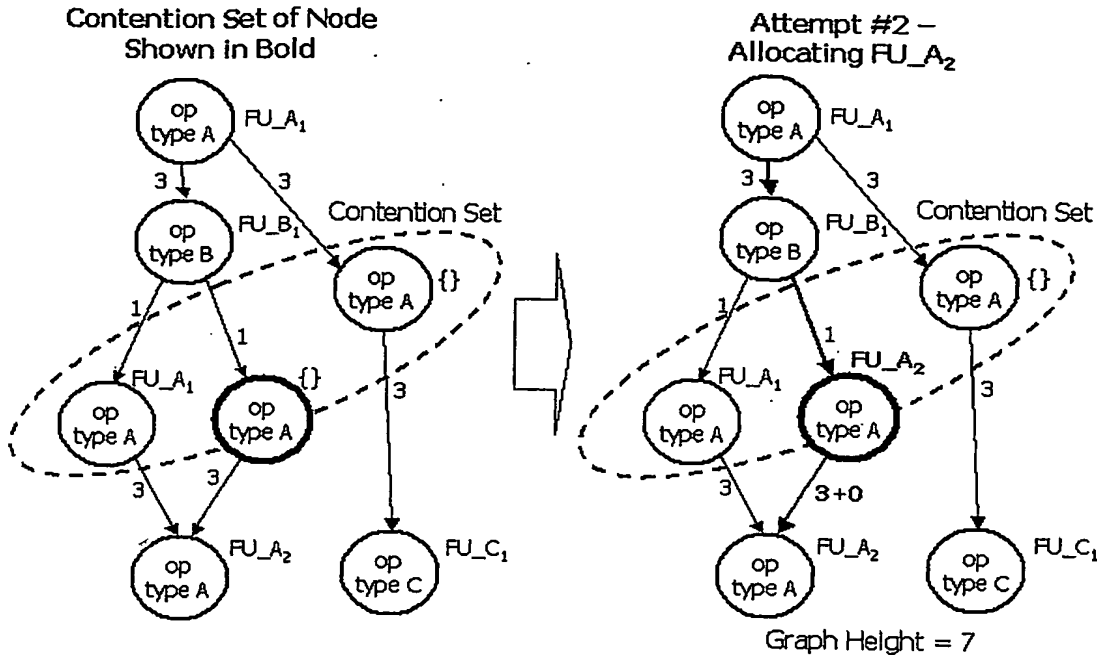 Contention Set of Node
Shown in Bold
op
type A
FU_A₁
3
3
op
type B
FU_B₁
Contention Set
op
type A
{}
1
1
FU_A₁
{}
3
op
type A
op
type A
3
3
op
type A
FU_A₂
op
type C
FU_C₁
Attempt #2 –
Allocating FU_A₂
op
type A
FU_A₁
3
3
op
type B
FU_B₁
Contention Set
op
type A
{}
1
1
FU_A₁
FU_A₂
3
op
type A
op
type A
3
3+0
op
type A
FU_A₂
op
type C
FU_C₁
Graph Height = 7